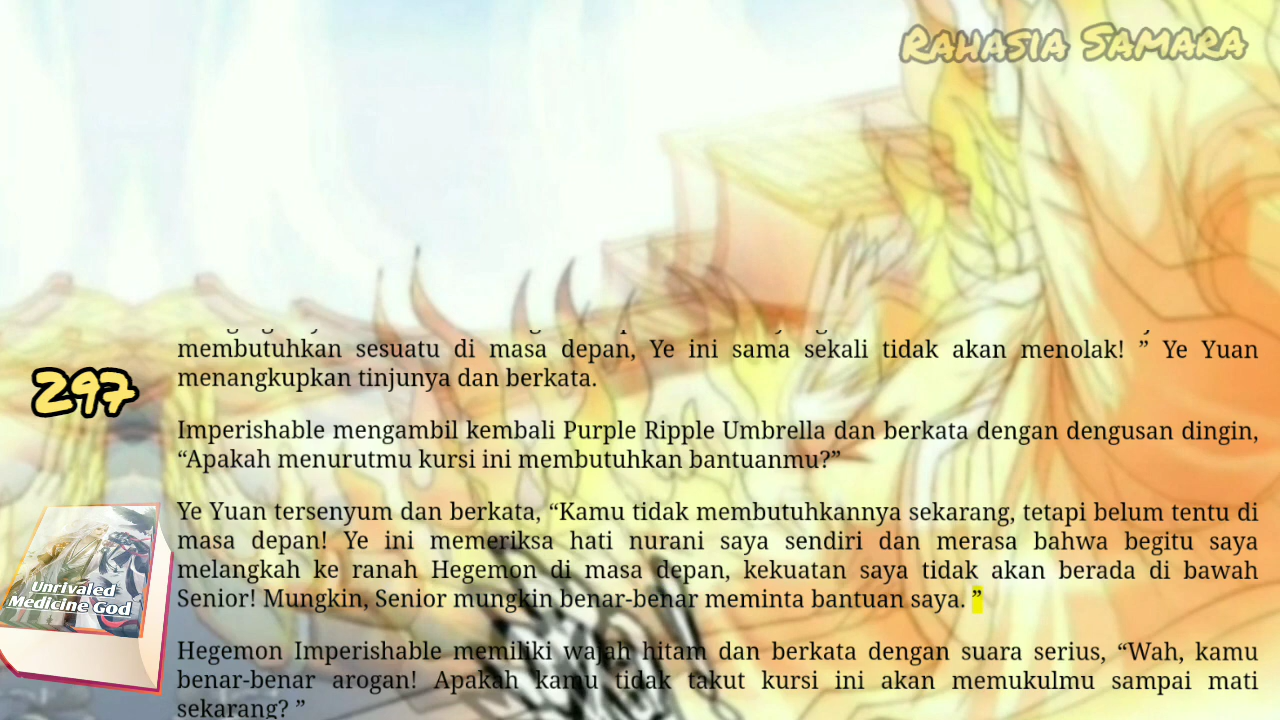 Rahasia Samara
membutuhkan sesuatu di masa depan, Ye ini sama sekali tidak akan menolak! ” Ye Yuan
menangkupkan tinjunya dan berkata.
297
Imperishable mengambil kembali Purple Ripple Umbrella dan berkata dengan dengusan dingin,
“Apakah menurutmu kursi ini membutuhkan bantuanmu?”
Ye Yuan tersenyum dan berkata, “Kamu tidak membutuhkannya sekarang, tetapi belum tentu di
masa depan! Ye ini memeriksa hati nurani saya sendiri dan merasa bahwa begitu saya
melangkah ke ranah Hegemon di masa depan, kekuatan saya tidak akan berada di bawah
Senior! Mungkin, Senior mungkin benar-benar meminta bantuan saya. ”
Unrivaled
Medicine God
Hegemon Imperishable memiliki wajah hitam dan berkata dengan suara serius, “Wah, kamu
benar-benar arogan! Apakah kamu tidak takut kursi ini akan memukulmu sampai mati
sekarang? ”